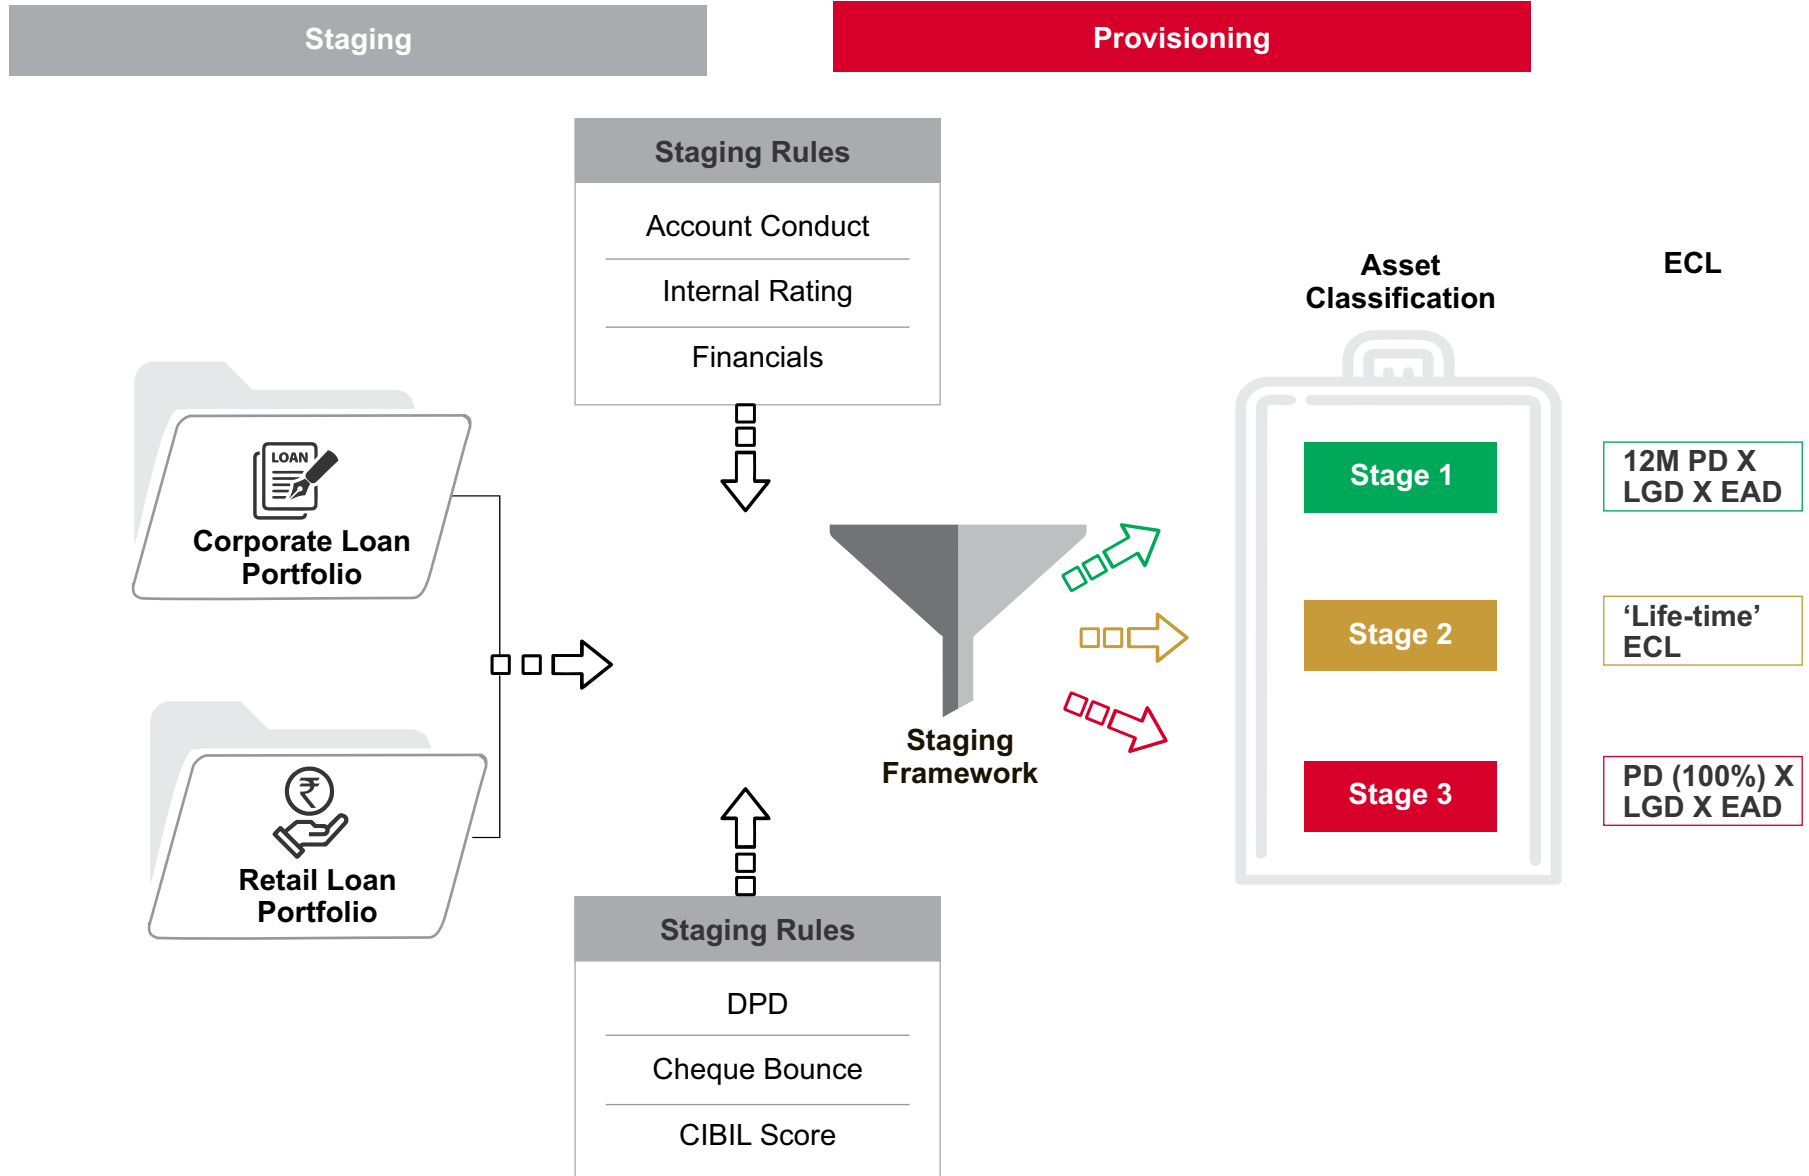 Staging
Provisioning
Staging Rules
Account Conduct
Internal Rating
Financials
LOAN
Corporate Loan
Portfolio
₹
Retail Loan
Portfolio
Staging
Framework
Staging Rules
DPD
Cheque Bounce
CIBIL Score
Asset
Classification
ECL
Stage 1
12M PD X
LGD X EAD
Stage 2
‘Life-time’
ECL
Stage 3
PD (100%) X
LGD X EAD